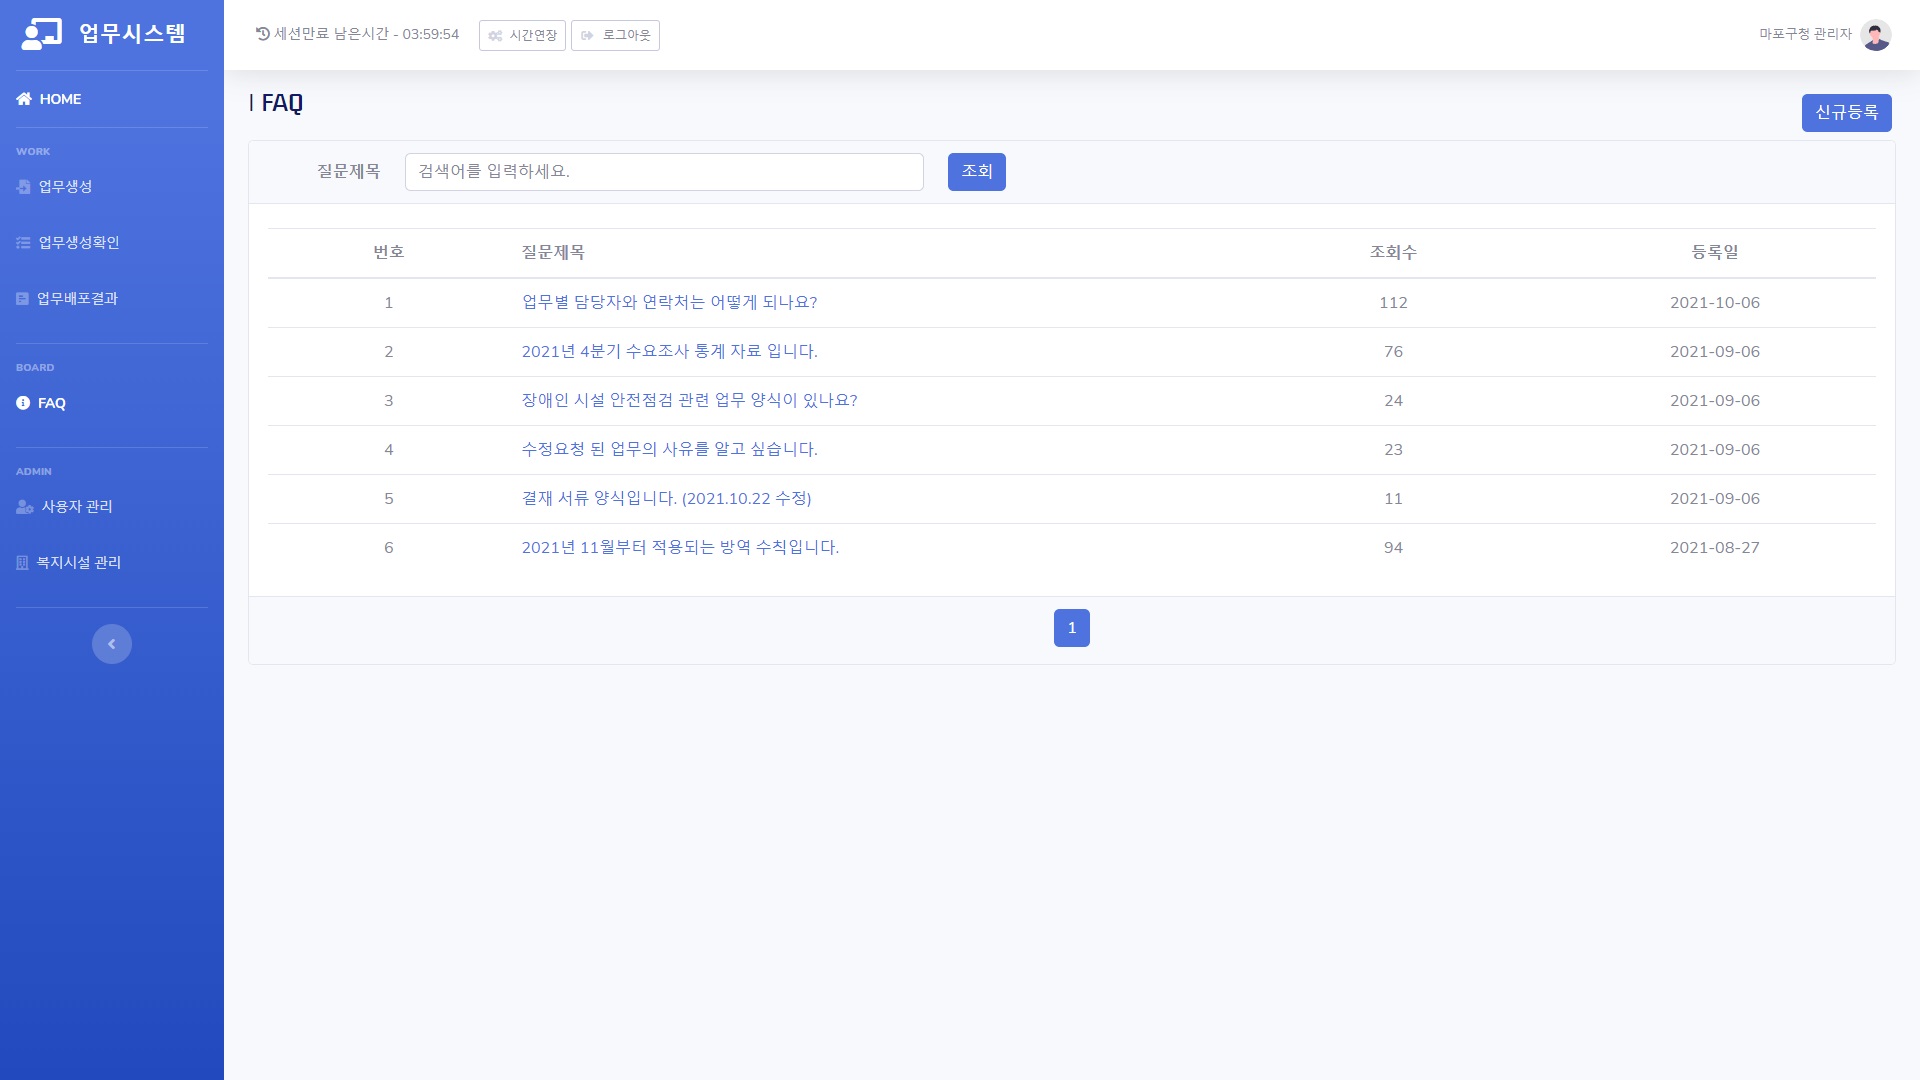 업무시스템
세션만료 남은시간 - 03:59:54 시간연장 로그아웃 마포구청 관리자
HOME
WORK
업무생성
업무생성확인
업무배포결과
BOARD
FAQ
ADMIN
사용자 관리
복지시설 관리
| FAQ
신규등록
질문제목 검색어를 입력하세요. 조회
번호 질문제목 조회수 등록일
1 업무별 담당자와 연락처는 어떻게 되나요? 112 2021-10-06
2 2021년 4분기 수요조사 통계 자료 입니다. 76 2021-09-06
3 장애인 시설 안전점검 관련 업무 양식이 있나요? 24 2021-09-06
4 수정요청 된 업무의 사유를 알고 싶습니다. 23 2021-09-06
5 결재 서류 양식입니다. (2021.10.22 수정) 11 2021-09-06
6 2021년 11월부터 적용되는 방역 수칙입니다. 94 2021-08-27
1